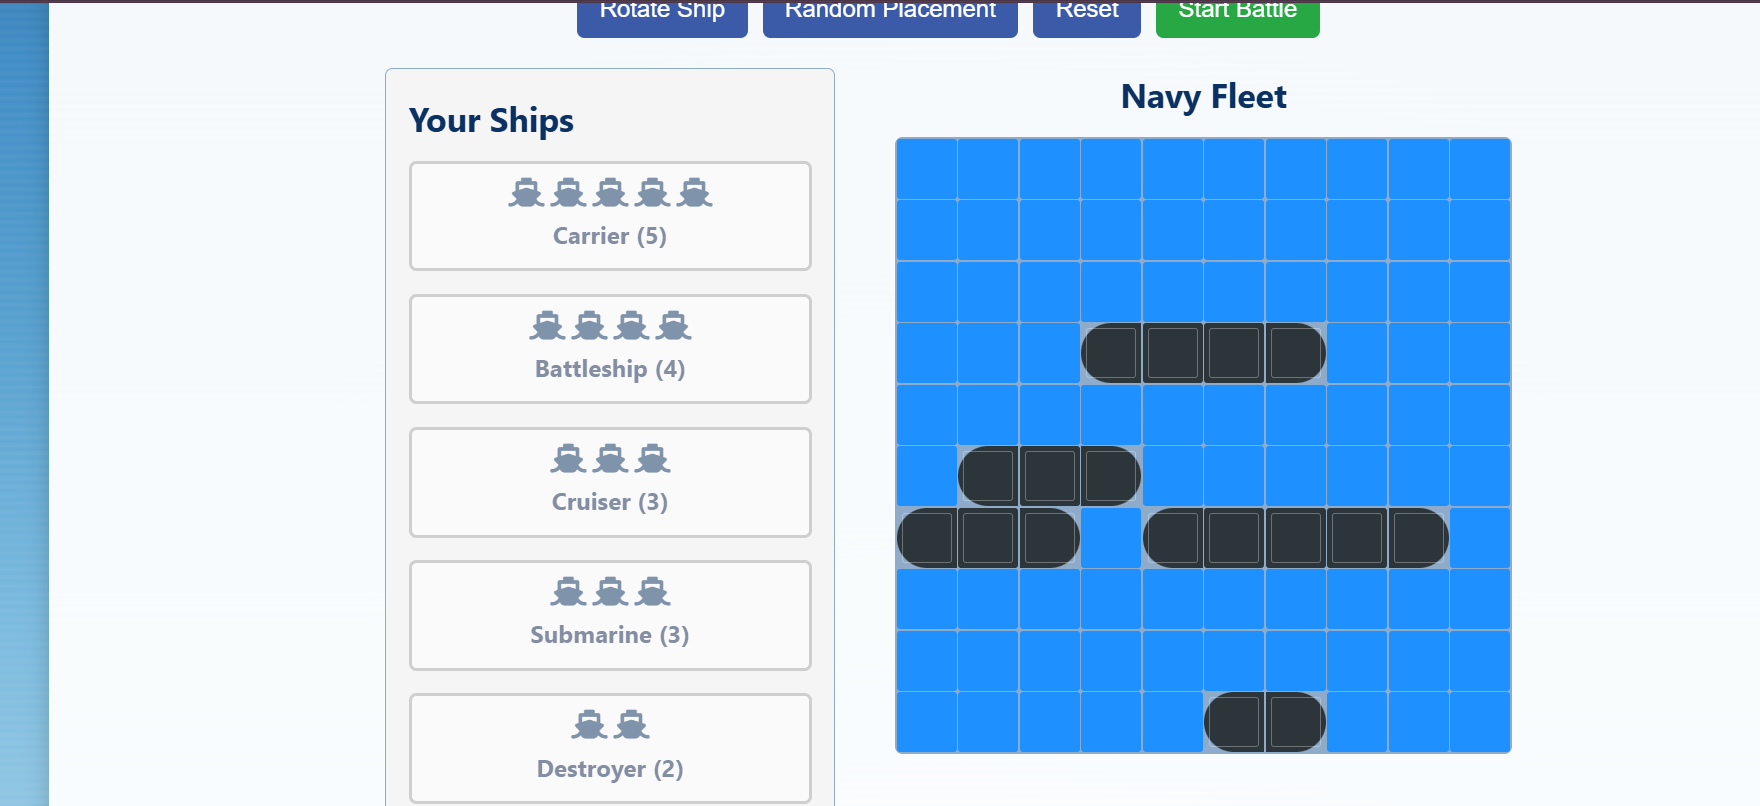 Rotate Ship
Random Placement
Reset
Start Battle
Your Ships
Carrier (5)
Battleship (4)
Cruiser (3)
Submarine (3)
Destroyer (2)
Navy Fleet